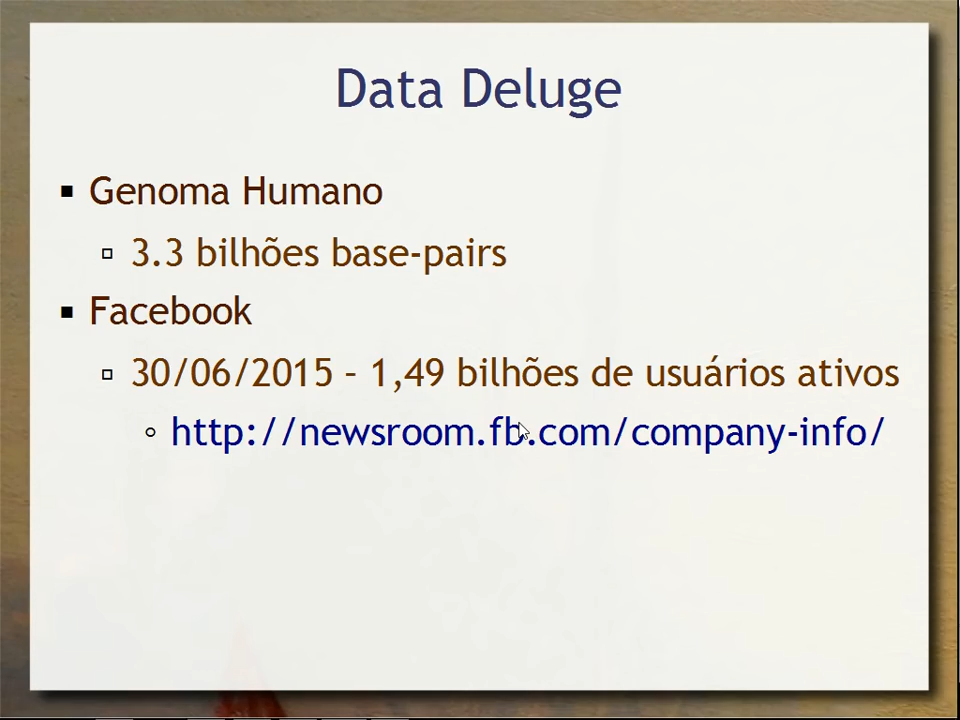 Data Deluge
Genoma Humano
3.3 bilhões base-pairs
Facebook
30/06/2015 – 1,49 bilhões de usuários ativos
http://newsroom.fb.com/company-info/